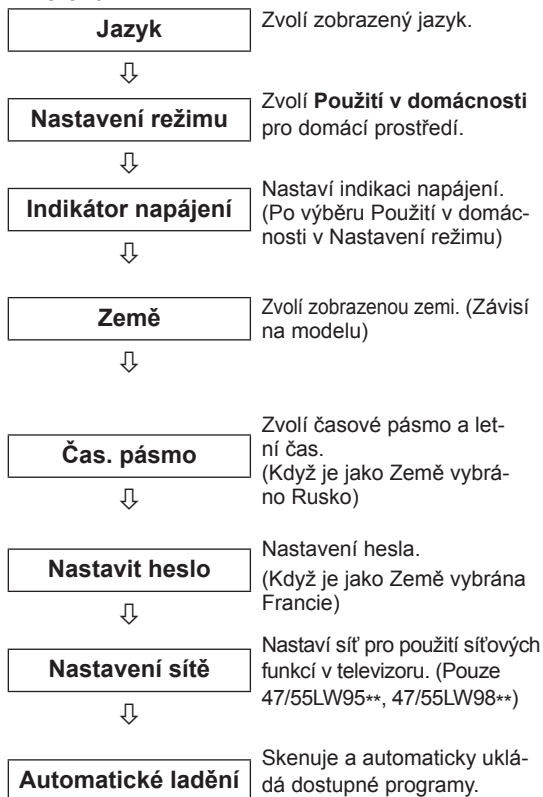 Jazyk
Zvolí zobrazený jazyk.
Nastavení režimu
Zvolí Použití v domácnosti
pro domácí prostředí.
Indikátor napájení
Nastaví indikaci napájení.
(Po výběru Použití v domác-
nosti v Nastavení režimu)
Země
Zvolí zobrazenou zemi. (Závisí
na modelu)
Čas. pásmo
Zvolí časové pásmo a let-
ní čas.
(Když je jako Země vybrá-
no Rusko)
Nastavit heslo
Nastavení hesla.
(Když je jako Země vybrána
Francie)
Nastavení sítě
Nastaví síť pro použití síťových
funkcí v televizoru. (Pouze
47/55LW95**, 47/55LW98**)
Automatické ladění
Skenuje a automaticky uklá-
dá dostupné programy.